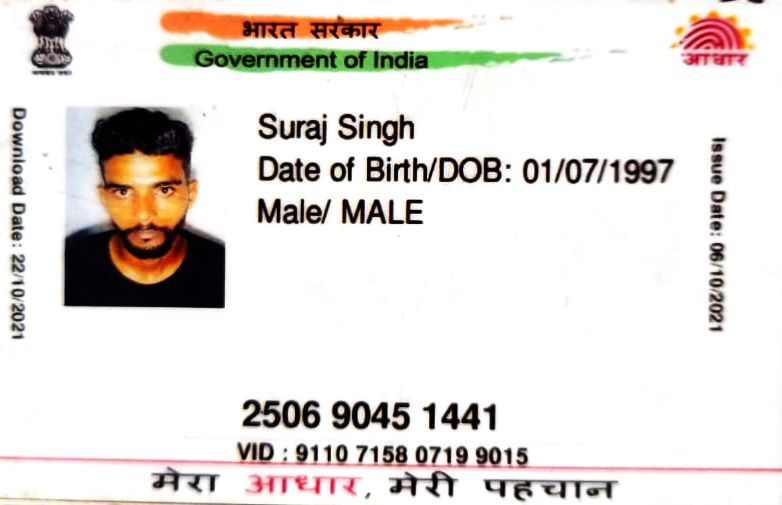 भारत सरकार
Government of India
आधार
Download Date: 22/10/2021
Suraj Singh
Date of Birth/DOB: 01/07/1997
Male/ MALE
Issue Date: 06/10/2021
2506 9045 1441
VID : 9110 7158 0719 9015
मेरा आधार, मेरी पहचान